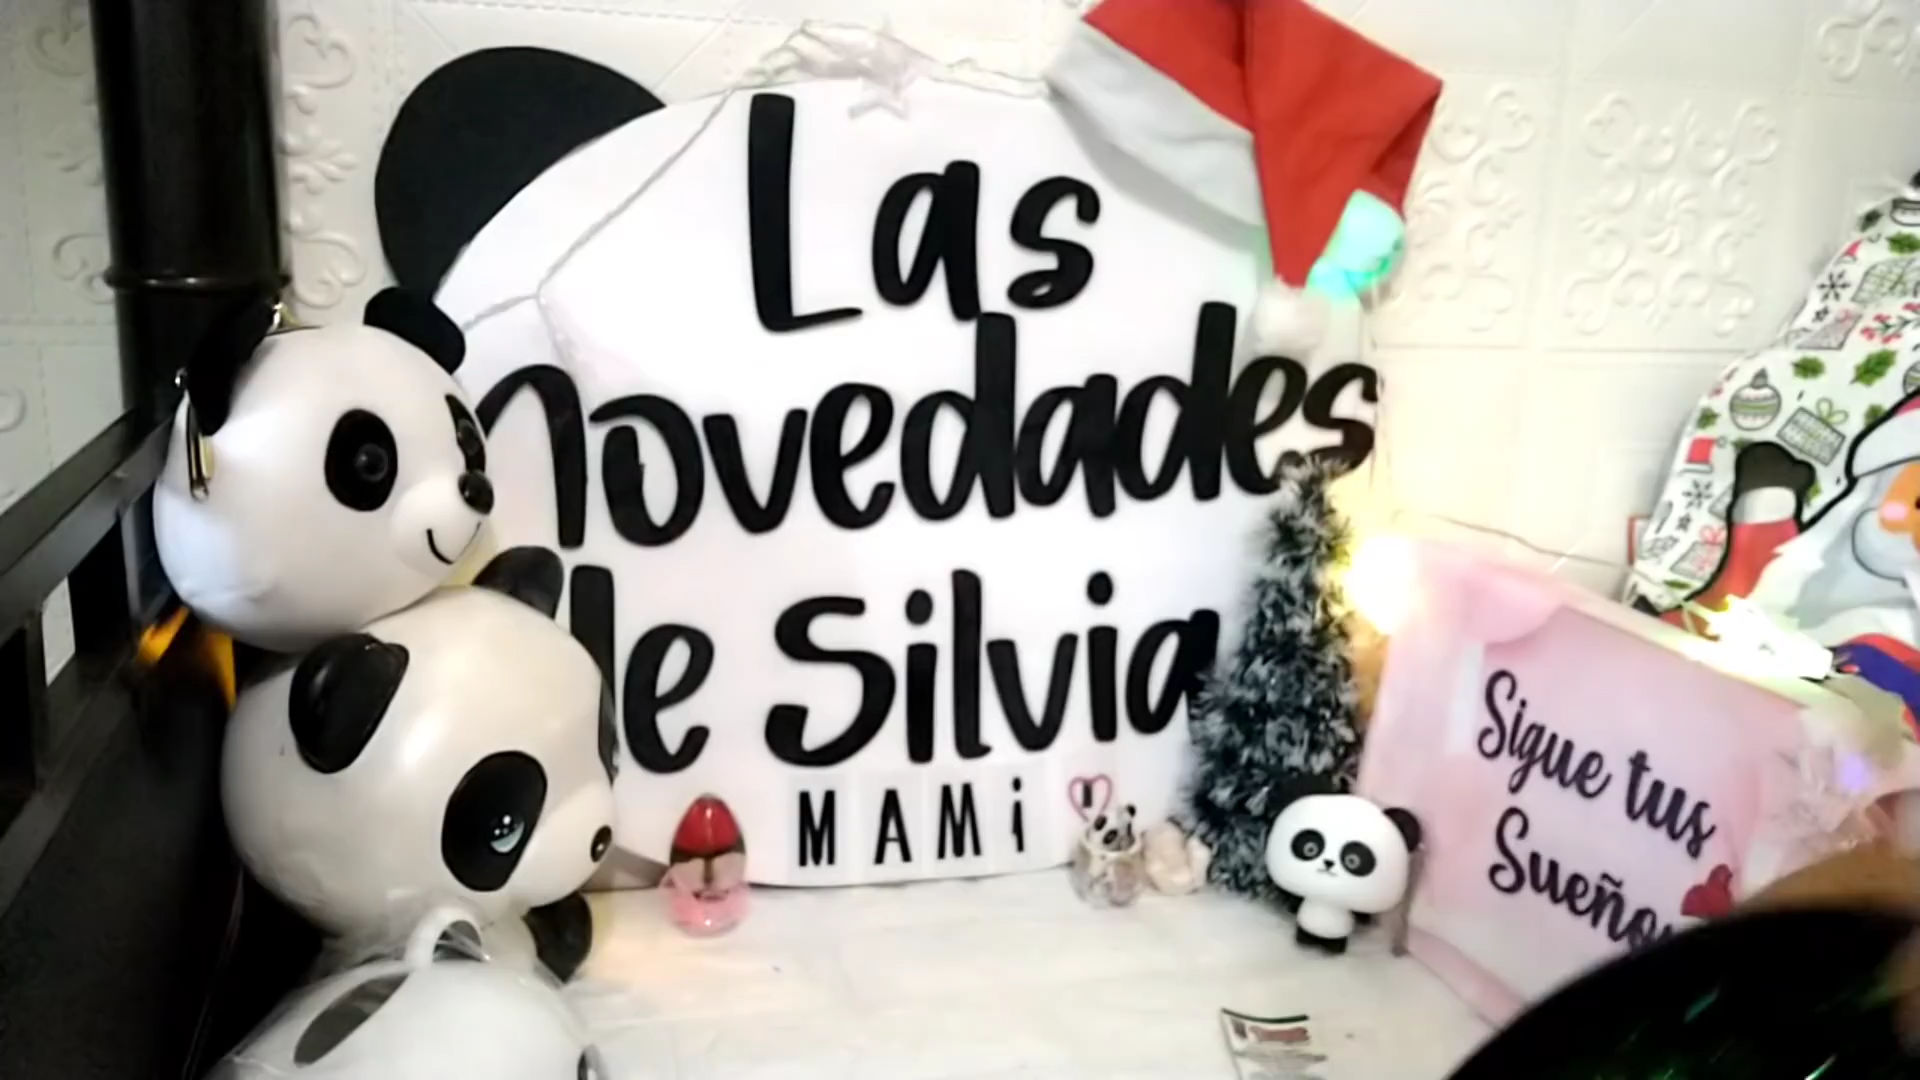 Las
Novedades
de Silvia
MAMi
Sigue tus
Sueños